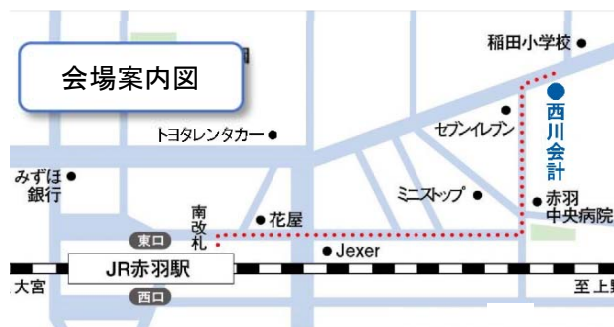 会場案内図
稲田小学校
西川会計
セブンイレブン
トヨタレンタカー
みずほ
銀行
ミニストップ
赤羽
中央病院
南改札
花屋
東口
Jexer
JR赤羽駅
大宮
至上
西口